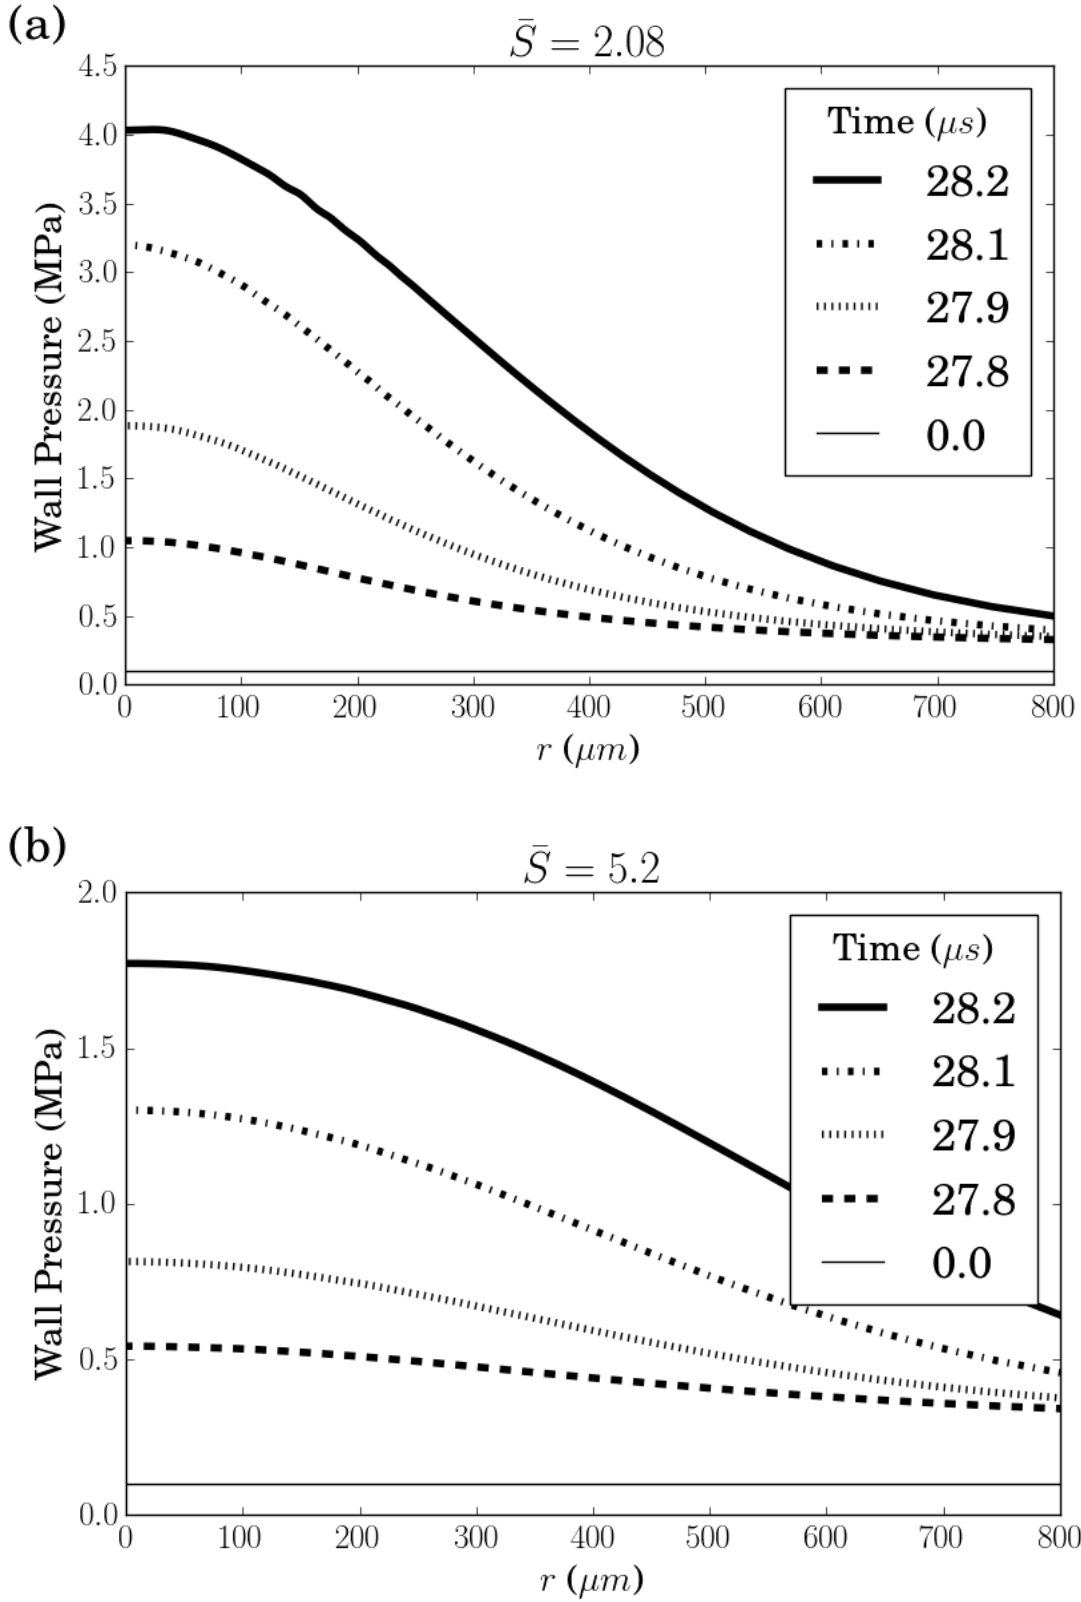 (a)
S̄ = 2.08
4.5
4.0
3.5
3.0
2.5
2.0
1.5
1.0
0.5
0.0
Wall Pressure (MPa)
Time (μs)
28.2
28.1
27.9
27.8
0.0
0 100 200 300 400 500 600 700 800
r (μm)
(b)
S̄ = 5.2
2.0
1.5
1.0
0.5
0.0
Wall Pressure (MPa)
Time (μs)
28.2
28.1
27.9
27.8
0.0
0 100 200 300 400 500 600 700 800
r (μm)